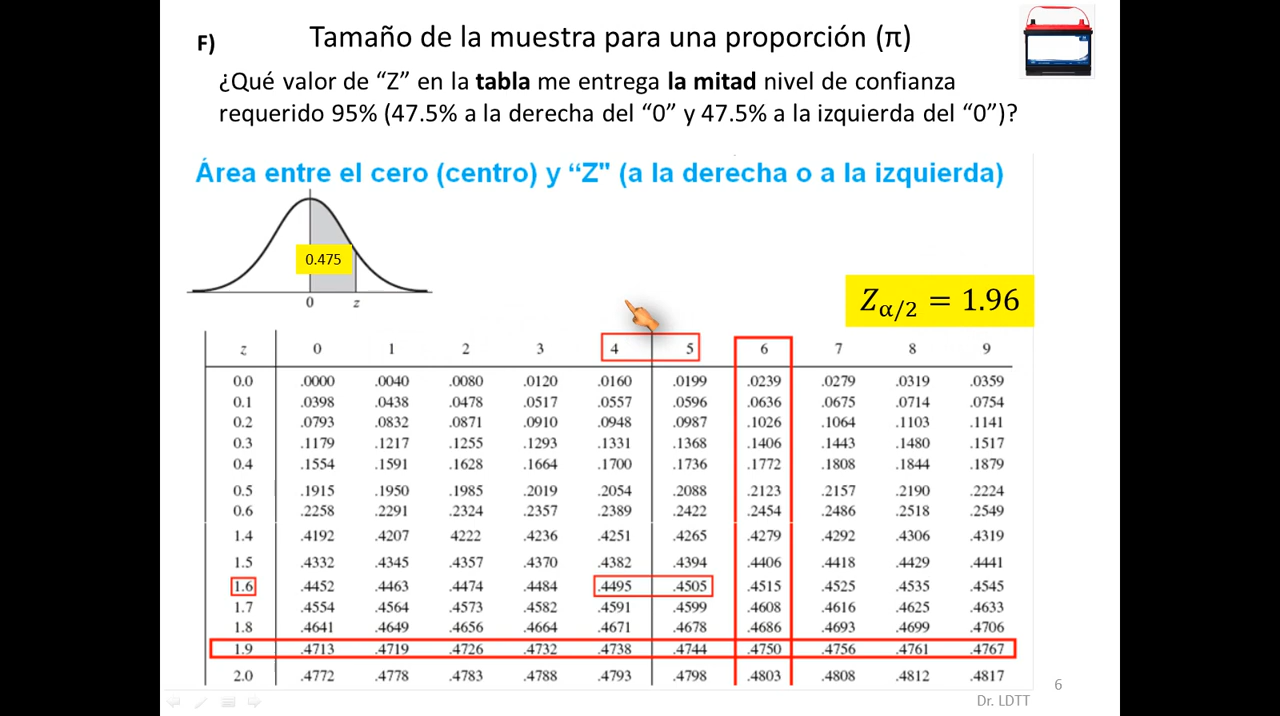 F)
Tamaño de la muestra para una proporción (π)
¿Qué valor de “Z” en la tabla me entrega la mitad nivel de confianza
requerido 95% (47.5% a la derecha del “0” y 47.5% a la izquierda del “0”)?
Área entre el cero (centro) y “Z" (a la derecha o a la izquierda)
0.475
0 z
Zα/2 = 1.96
z 0 1 2 3 4 5 6 7 8 9
0.0 .0000 .0040 .0080 .0120 .0160 .0199 .0239 .0279 .0319 .0359
0.1 .0398 .0438 .0478 .0517 .0557 .0596 .0636 .0675 .0714 .0754
0.2 .0793 .0832 .0871 .0910 .0948 .0987 .1026 .1064 .1103 .1141
0.3 .1179 .1217 .1255 .1293 .1331 .1368 .1406 .1443 .1480 .1517
0.4 .1554 .1591 .1628 .1664 .1700 .1736 .1772 .1808 .1844 .1879
0.5 .1915 .1950 .1985 .2019 .2054 .2088 .2123 .2157 .2190 .2224
0.6 .2258 .2291 .2324 .2357 .2389 .2422 .2454 .2486 .2518 .2549
1.4 .4192 .4207 4222 .4236 .4251 .4265 .4279 .4292 .4306 .4319
1.5 .4332 .4345 .4357 .4370 .4382 .4394 .4406 .4418 .4429 .4441
1.6 .4452 .4463 .4474 .4484 .4495 .4505 .4515 .4525 .4535 .4545
1.7 .4554 .4564 .4573 .4582 .4591 .4599 .4608 .4616 .4625 .4633
1.8 .4641 .4649 .4656 .4664 .4671 .4678 .4686 .4693 .4699 .4706
1.9 .4713 .4719 .4726 .4732 .4738 .4744 .4750 .4756 .4761 .4767
2.0 .4772 .4778 .4783 .4788 .4793 .4798 .4803 .4808 .4812 .4817
6
Dr. LDTT